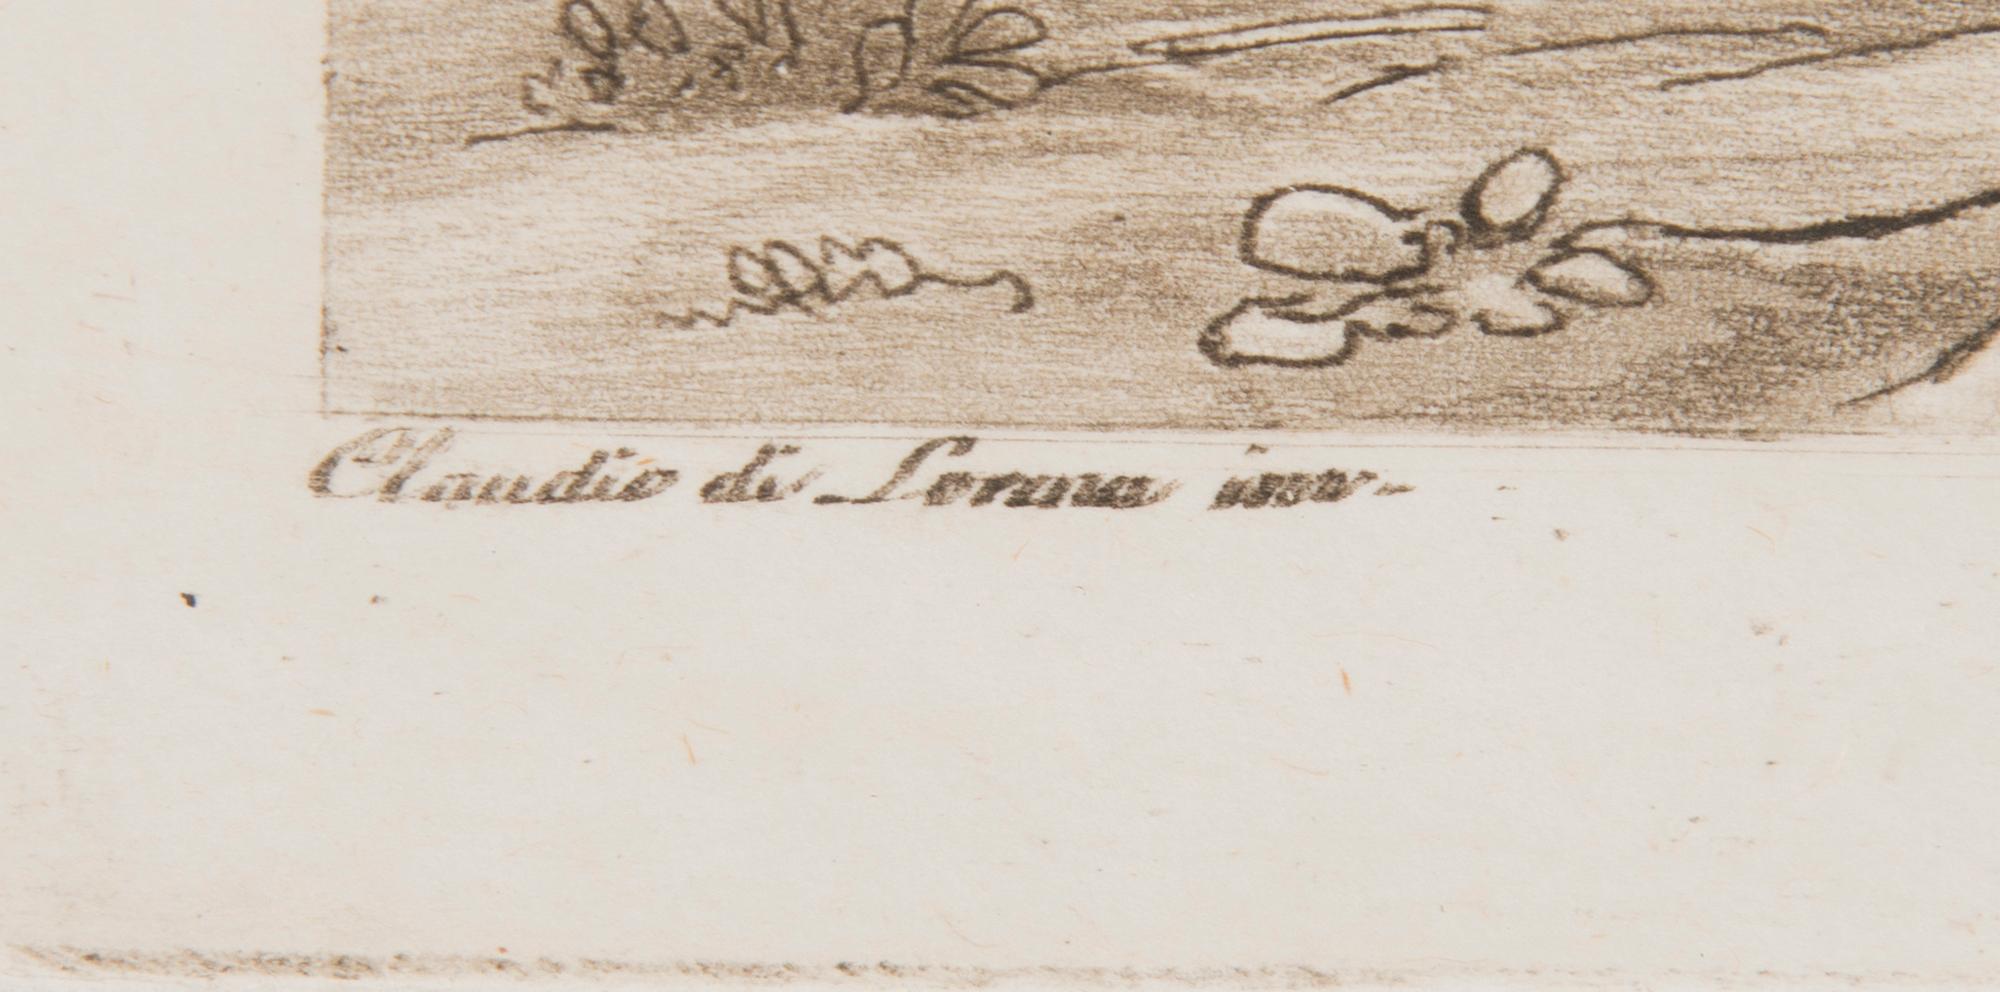 Claudio di Lorena inv.